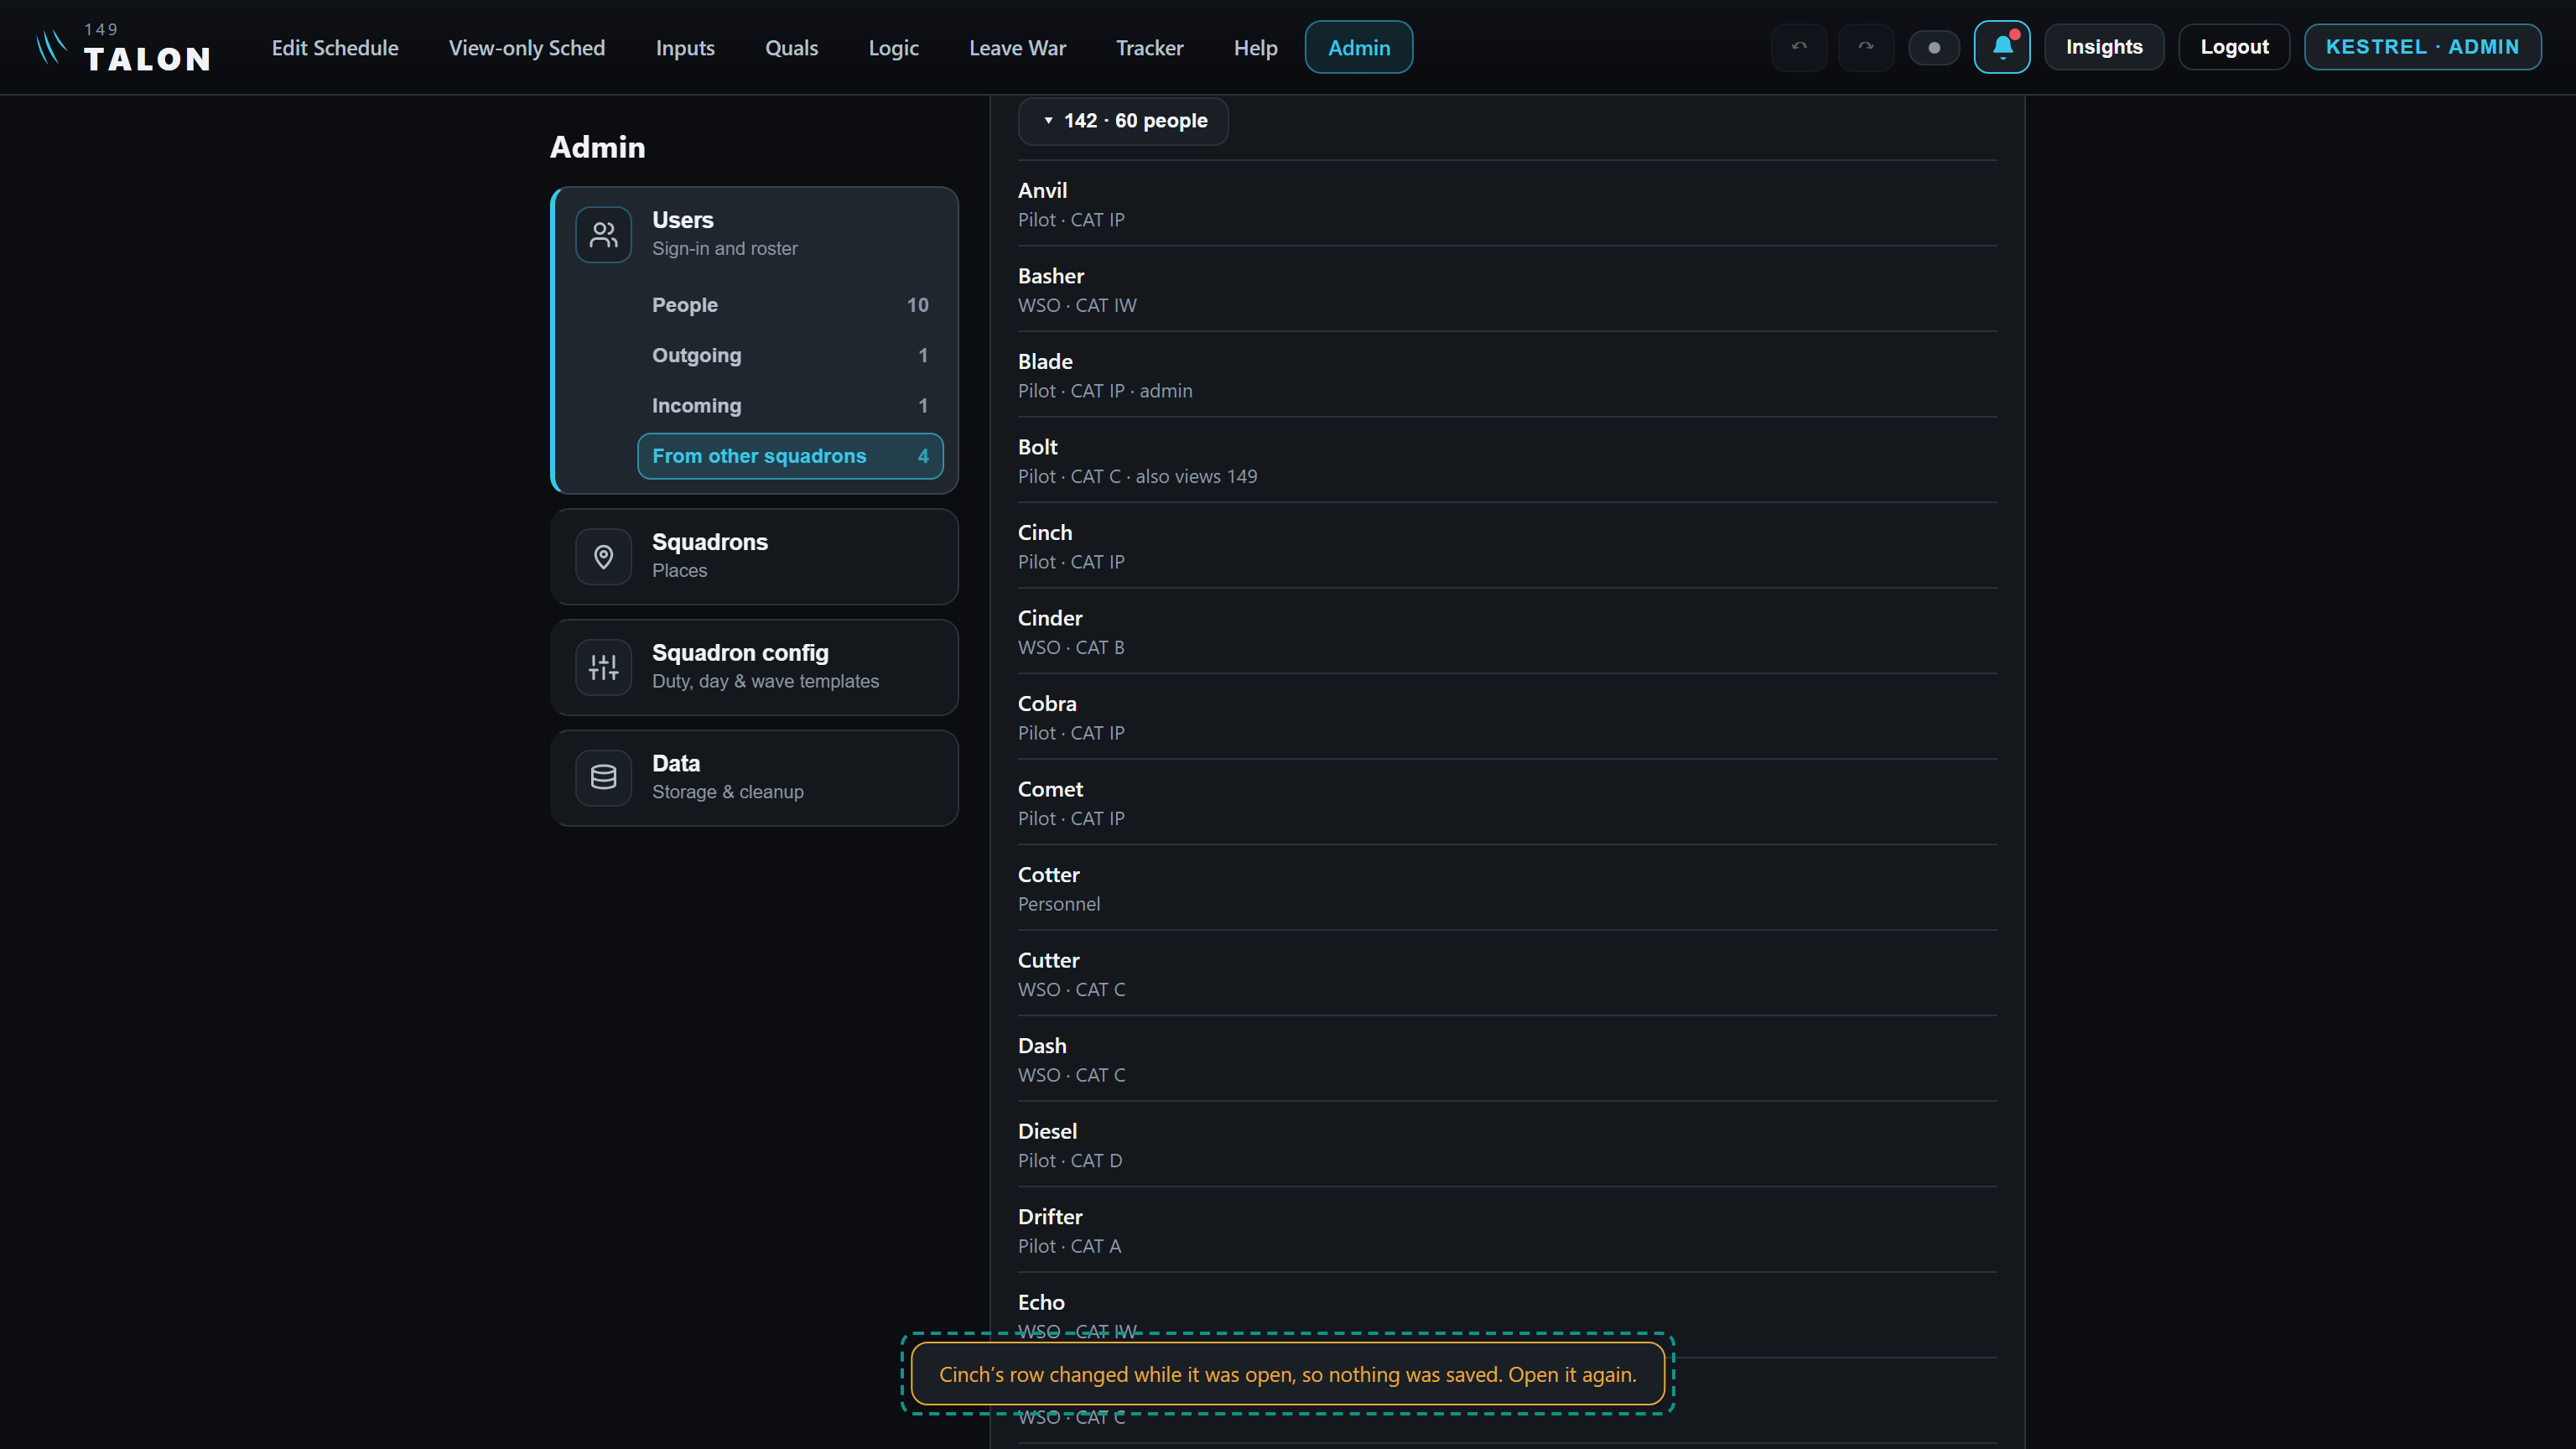 149
TALON
Edit Schedule
View-only Sched
Inputs
Quals
Logic
Leave War
Tracker
Help
Admin
Insights
Logout
KESTREL · ADMIN
Admin
Users
Sign-in and roster
People 10
Outgoing 1
Incoming 1
From other squadrons 4
Squadrons
Places
Squadron config
Duty, day & wave templates
Data
Storage & cleanup
142 · 60 people
Anvil
Pilot · CAT IP
Basher
WSO · CAT IW
Blade
Pilot · CAT IP · admin
Bolt
Pilot · CAT C · also views 149
Cinch
Pilot · CAT IP
Cinder
WSO · CAT B
Cobra
Pilot · CAT IP
Comet
Pilot · CAT IP
Cotter
Personnel
Cutter
WSO · CAT C
Dash
WSO · CAT C
Diesel
Pilot · CAT D
Drifter
Pilot · CAT A
Echo
WSO · CAT IW
Cinch’s row changed while it was open, so nothing was saved. Open it again.
WSO · CAT C